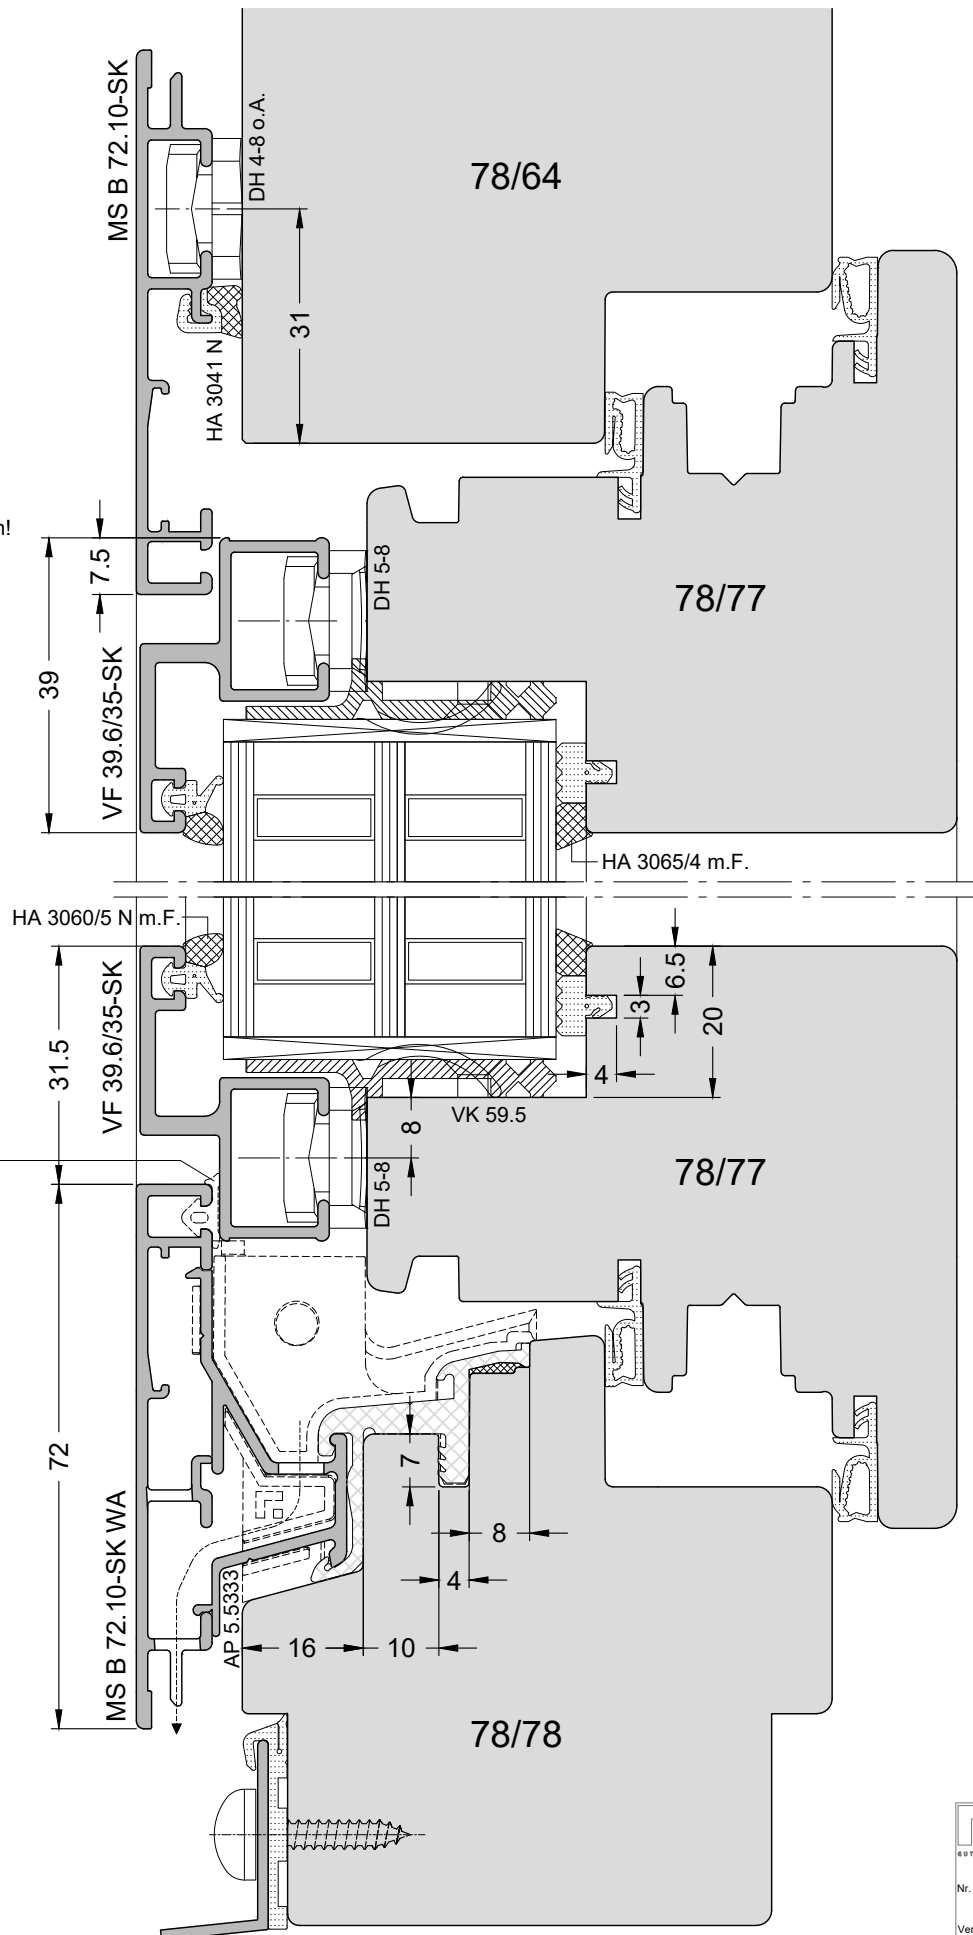 MS B 72.10-SK
DH 4-8 o.A.
78/64
31
HA 3041 N
7.5
39
DH 5-8
78/77
VF 39.6/35-SK
HA 3065/4 m.F.
HA 3060/5 N m.F.
31.5
VF 39.6/35-SK
6.5
3
20
4
8
VK 59.5
78/77
DH 5-8
72
7
8
4
MS B 72.10-SK WA
AP 5.5333
16
10
78/78
Nr.